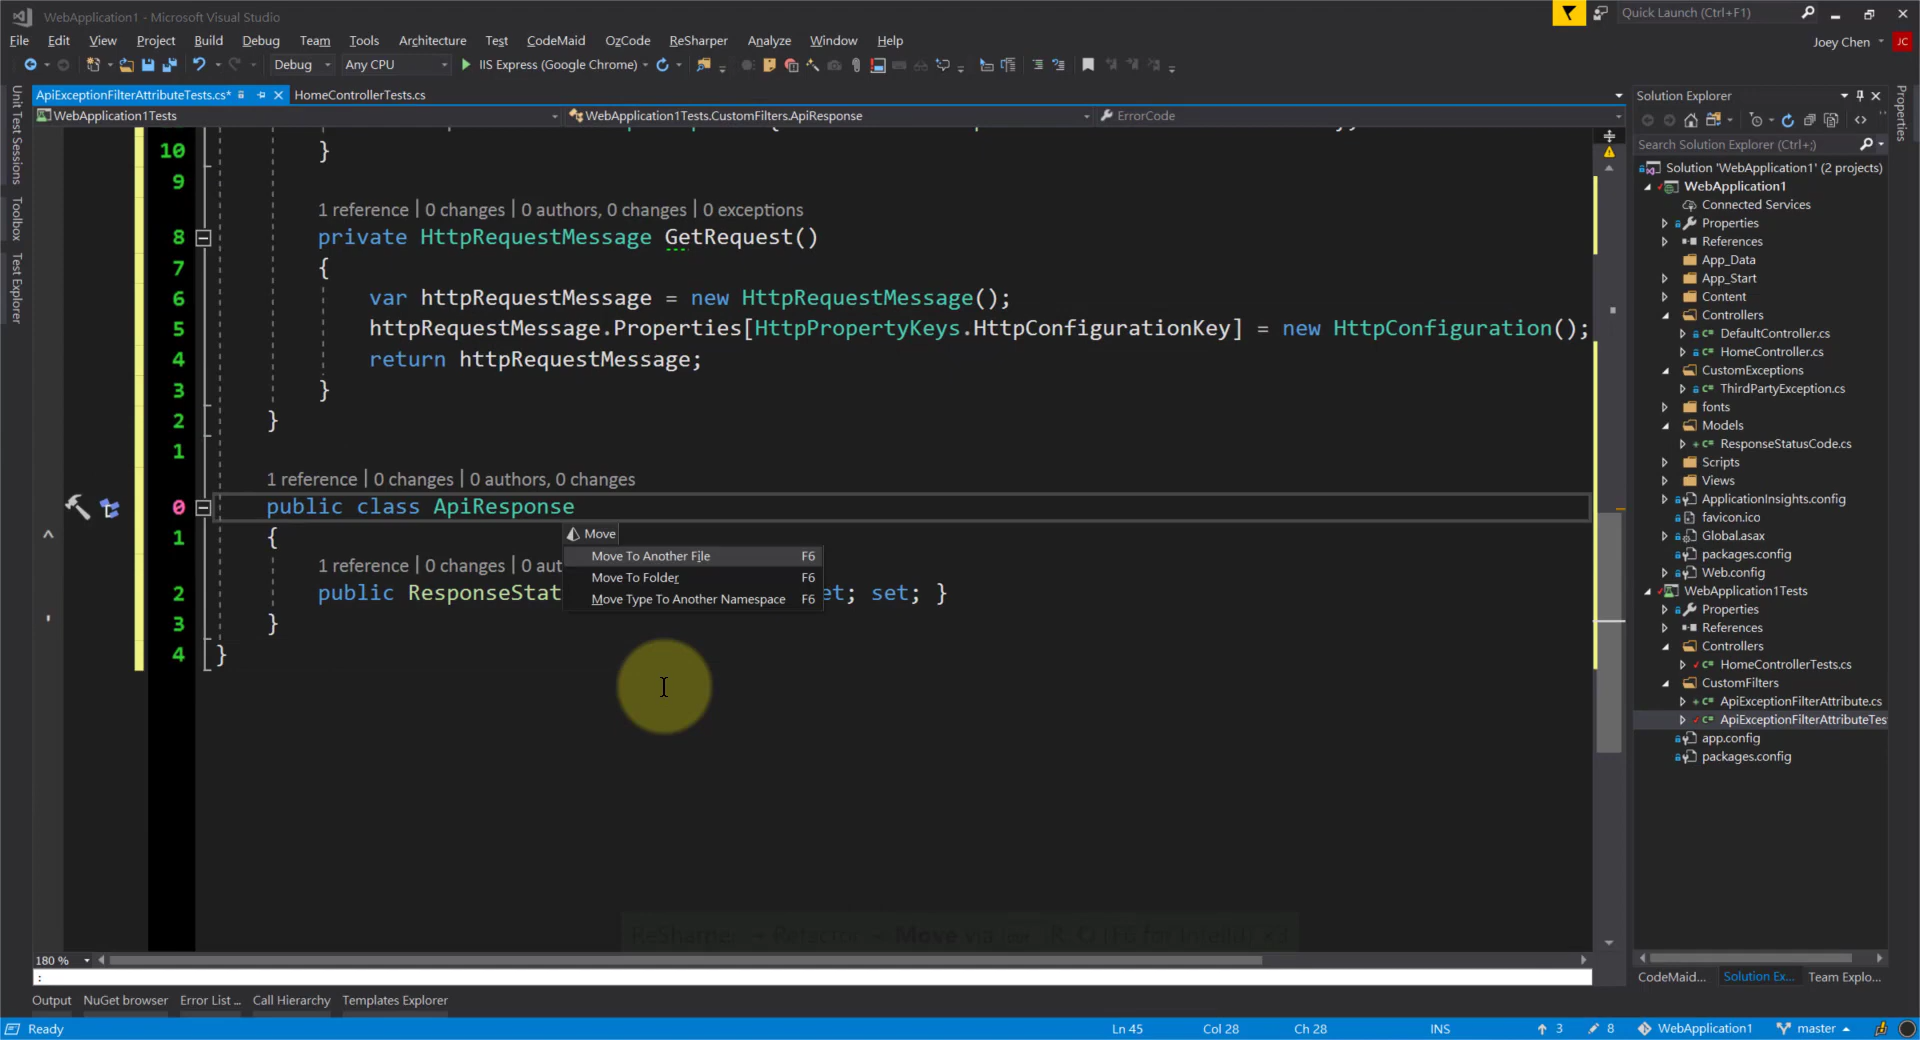 WebApplication1 - Microsoft Visual Studio
Quick Launch (Ctrl+F1)
File Edit View Project Build Debug Team Tools Test Architecture CodeMaid OzCode ReSharper Analyze Window Help
Joey Chen JC
Debug Any CPU IIS Express (Google Chrome)
ApiExceptionFilterAttributeTests.cs* HomeControllerTests.cs
WebApplication1Tests WebApplication1Tests.CustomFilters.ApiResponse ErrorCode
Unit Test Sessions
Toolbox
Test Explorer
10 }
9
1 reference | 0 changes | 0 authors, 0 changes | 0 exceptions
8 private HttpRequestMessage GetRequest()
7 {
6 var httpRequestMessage = new HttpRequestMessage();
5 httpRequestMessage.Properties[HttpPropertyKeys.HttpConfigurationKey] = new HttpConfiguration();
4 return httpRequestMessage;
3 }
2 }
1
1 reference | 0 changes | 0 authors, 0 changes
0 public class ApiResponse
1 {
1 reference | 0 changes | 0 aut
2 public ResponseStat et; set; }
3 }
4 }
Move
Move To Another File F6
Move To Folder F6
Move Type To Another Namespace F6
180 %
:
Output NuGet browser Error List ... Call Hierarchy Templates Explorer
Solution Explorer
Properties
Search Solution Explorer (Ctrl+;)
Solution 'WebApplication1' (2 projects)
WebApplication1
Connected Services
Properties
References
App_Data
App_Start
Content
Controllers
DefaultController.cs
HomeController.cs
CustomExceptions
ThirdPartyException.cs
fonts
Models
ResponseStatusCode.cs
Scripts
Views
ApplicationInsights.config
favicon.ico
Global.asax
packages.config
Web.config
WebApplication1Tests
Properties
References
Controllers
HomeControllerTests.cs
CustomFilters
ApiExceptionFilterAttribute.cs
ApiExceptionFilterAttributeTes
app.config
packages.config
CodeMaid... Solution Ex... Team Explo...
Ready Ln 45 Col 28 Ch 28 INS 3 8 WebApplication1 master